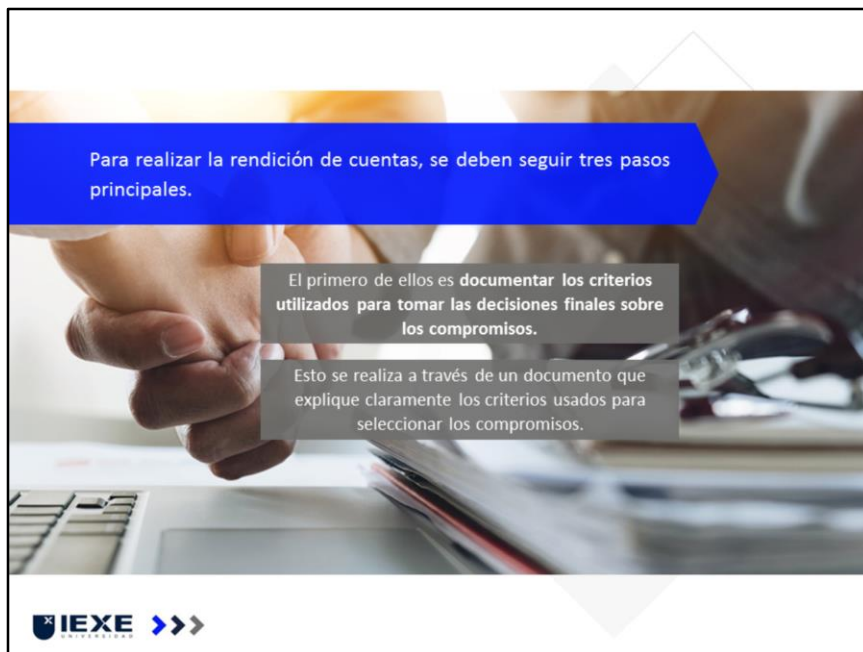 Para realizar la rendición de cuentas, se deben seguir tres pasos
principales.
El primero de ellos es documentar los criterios
utilizados para tomar las decisiones finales sobre
los compromisos.
Esto se realiza a través de un documento que
explique claramente los criterios usados para
seleccionar los compromisos.
IEXE
UNIVERSIDAD